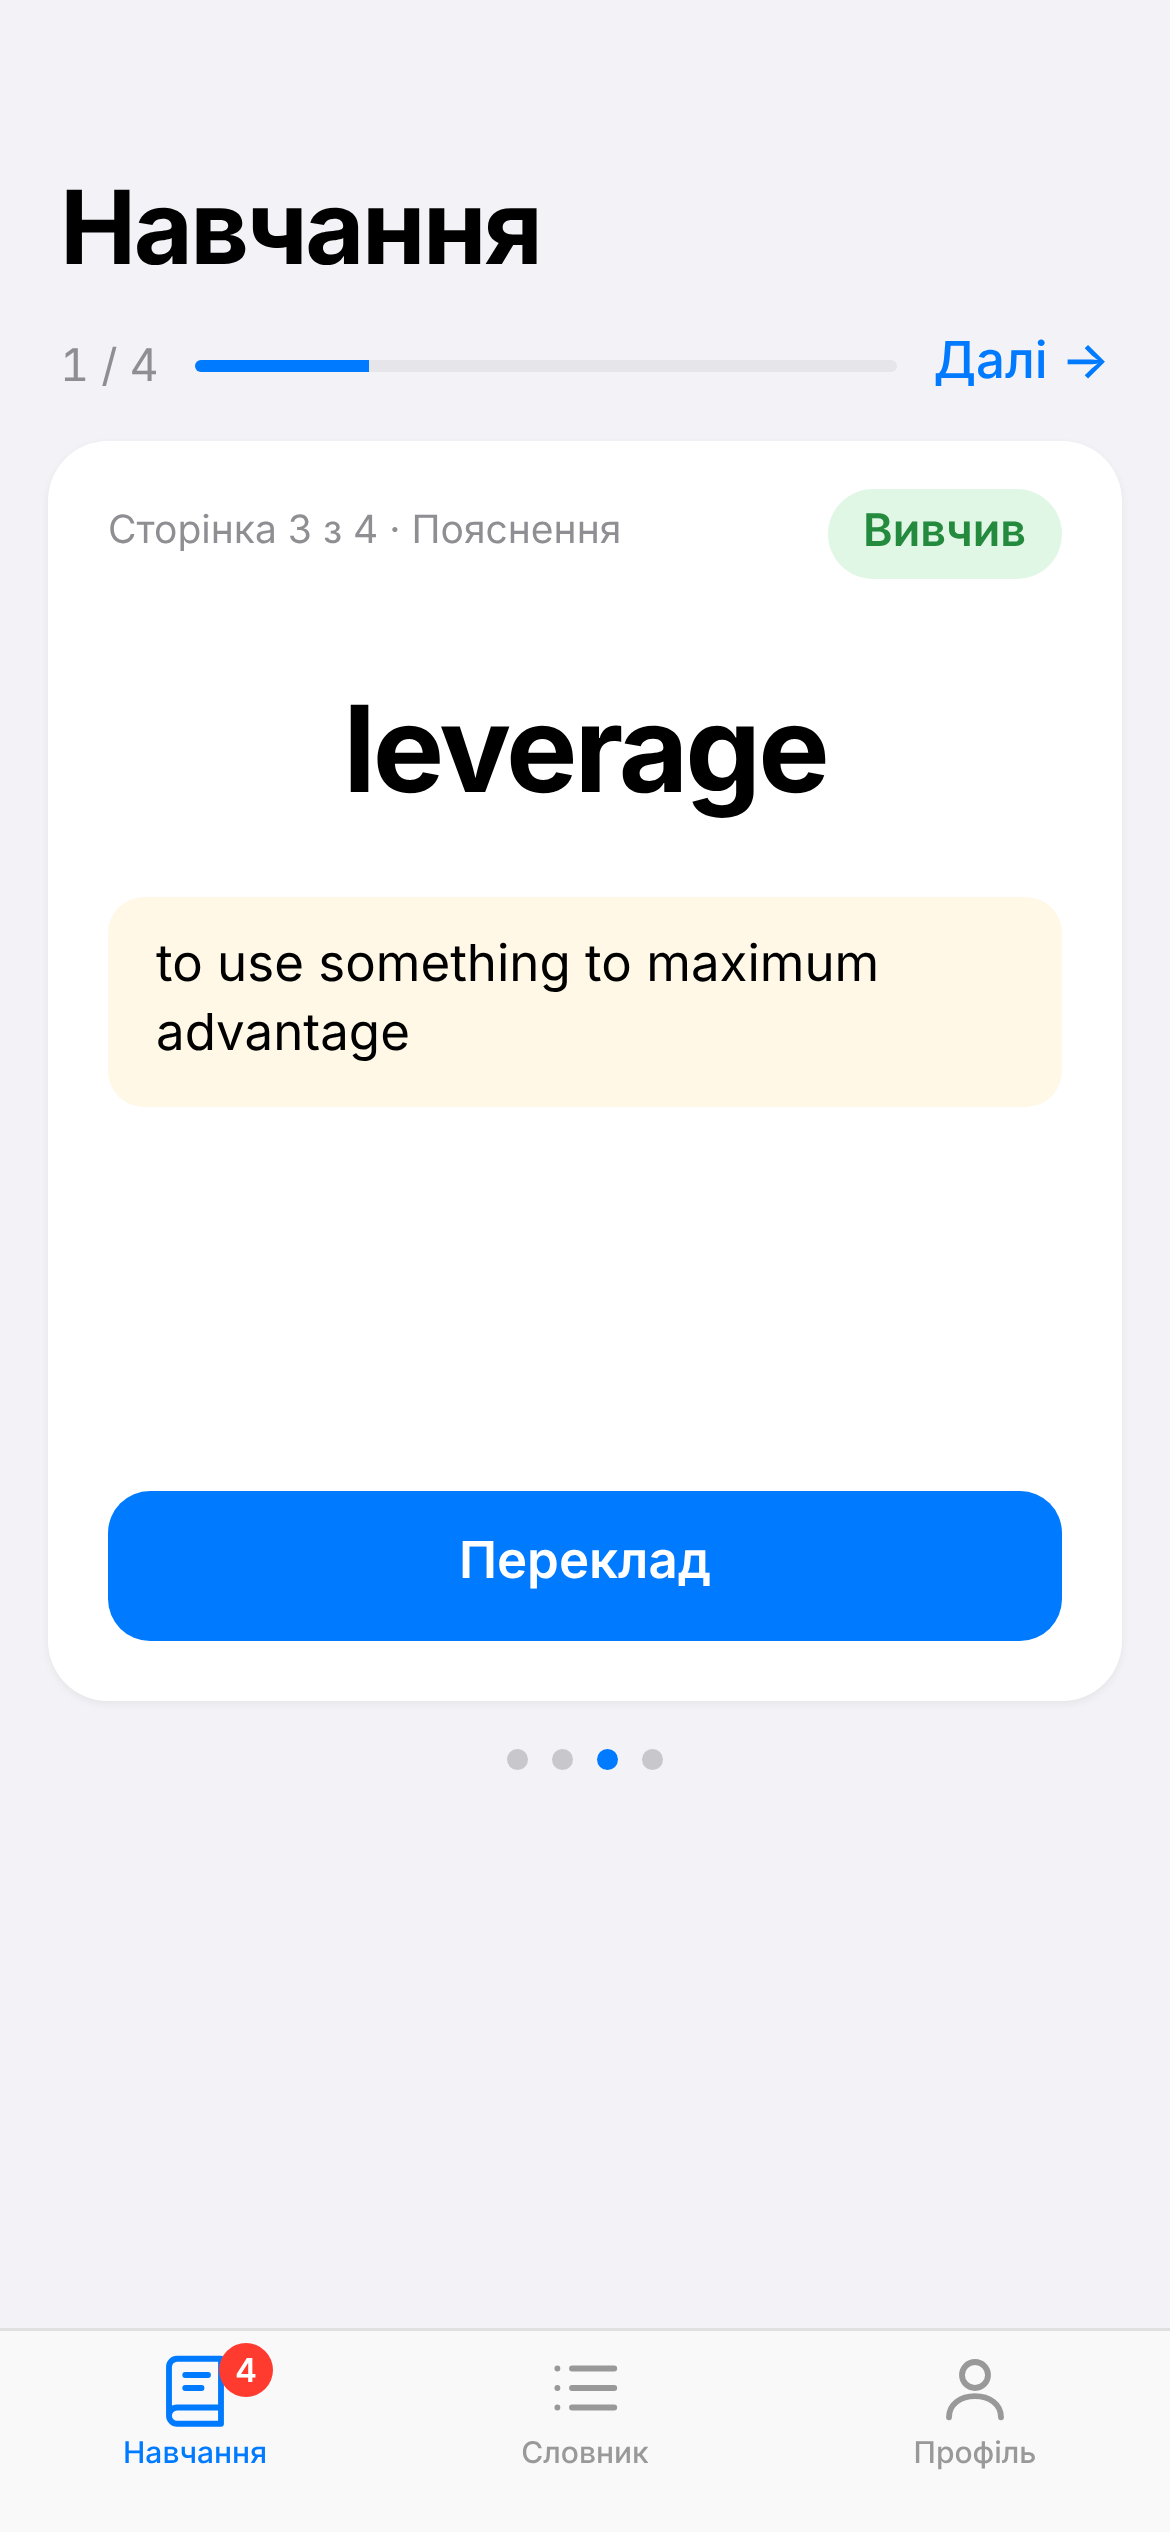 Навчання
1 / 4
Далі →
Сторінка 3 з 4 · Пояснення
Вивчив
leverage
to use something to maximum
advantage
Переклад
4
Навчання
Словник
Профіль